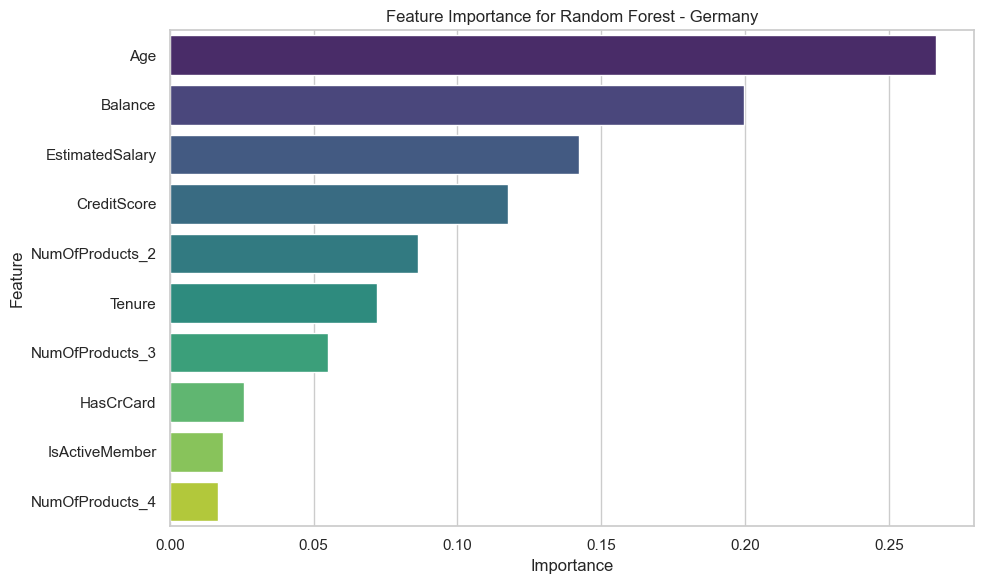 Feature Importance for Random Forest - Germany
Age
Balance
EstimatedSalary
CreditScore
NumOfProducts_2
Tenure
NumOfProducts_3
HasCrCard
IsActiveMember
NumOfProducts_4
Feature
0.00 0.05 0.10 0.15 0.20 0.25
Importance